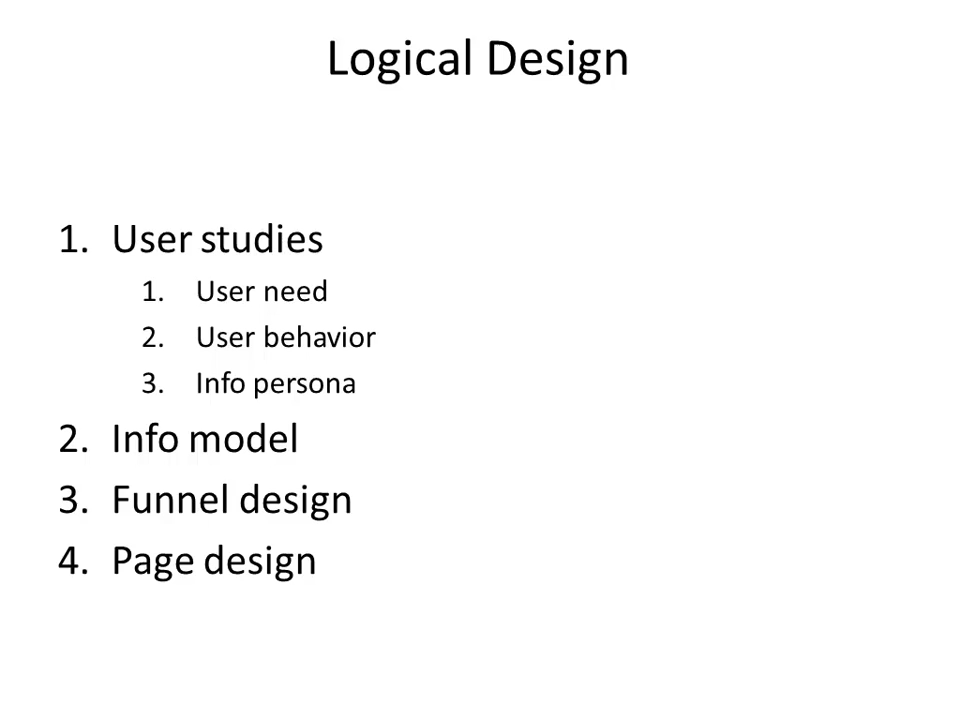 Logical Design
1. User studies
1. User need
2. User behavior
3. Info persona
2. Info model
3. Funnel design
4. Page design